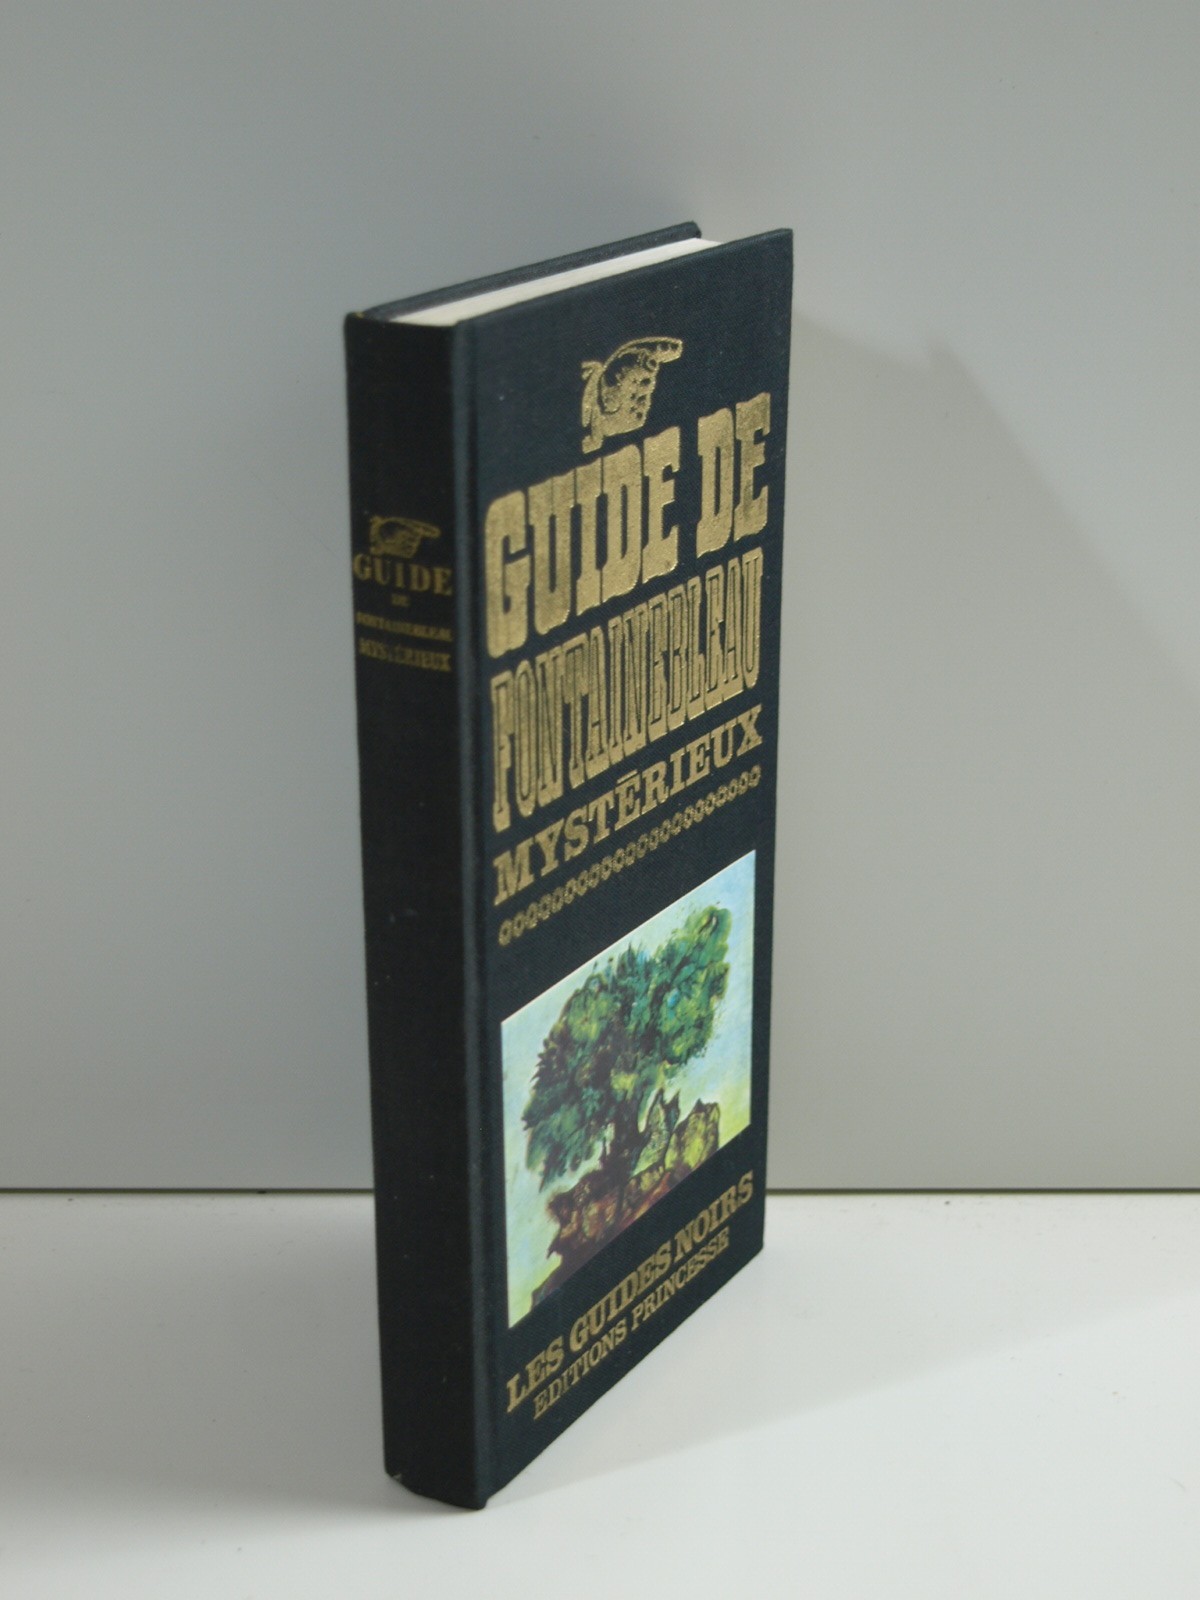 GUIDE
DE
FONTAINEBLEAU
MYSTÉRIEUX
GUIDE DE
FONTAINEBLEAU
MYSTÉRIEUX
LES GUIDES NOIRS
EDITIONS PRINCESSE